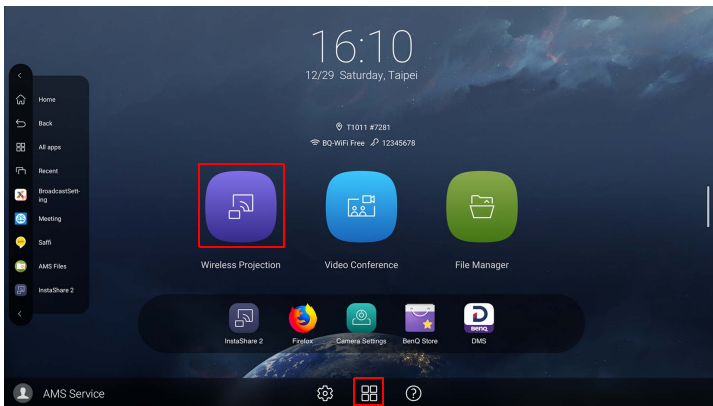 16:10
12/29 Saturday, Taipei
T1011 #7281
BQ-WiFi Free 12345678
Home
Back
All apps
Recent
BroadcastSett-
ing
Meeting
Saffi
AMS Files
InstaShare 2
Wireless Projection
Video Conference
File Manager
InstaShare 2
Firefox
Camera Settings
BenQ Store
D
BenQ
DMS
AMS Service